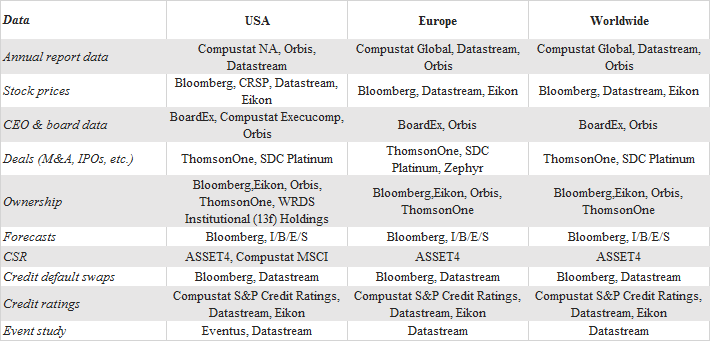 Data USA Europe Worldwide
Annual report data Compustat NA, Orbis, Datastream Compustat Global, Datastream, Orbis Compustat Global, Datastream, Orbis
Stock prices Bloomberg, CRSP, Datastream, Eikon Bloomberg, Datastream, Eikon Bloomberg, Datastream, Eikon
CEO & board data BoardEx, Compustat Execucomp, Orbis BoardEx, Orbis BoardEx, Orbis
Deals (M&A, IPOs, etc.) ThomsonOne, SDC Platinum ThomsonOne, SDC Platinum, Zephyr ThomsonOne, SDC Platinum
Ownership Bloomberg,Eikon, Orbis, ThomsonOne, WRDS Institutional (13f) Holdings Bloomberg,Eikon, Orbis, ThomsonOne Bloomberg,Eikon, Orbis, ThomsonOne
Forecasts Bloomberg, I/B/E/S Bloomberg, I/B/E/S Bloomberg, I/B/E/S
CSR ASSET4, Compustat MSCI ASSET4 ASSET4
Credit default swaps Bloomberg, Datastream Bloomberg, Datastream Bloomberg, Datastream
Credit ratings Compustat S&P Credit Ratings, Datastream, Eikon Compustat S&P Credit Ratings, Datastream, Eikon Compustat S&P Credit Ratings, Datastream, Eikon
Event study Eventus, Datastream Datastream Datastream